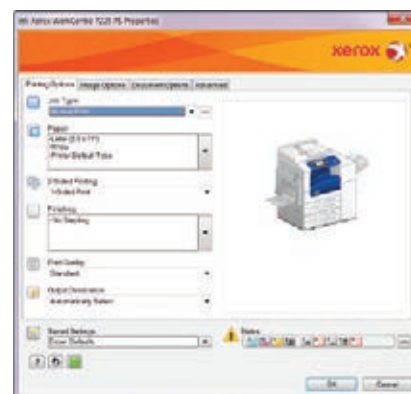 Xerox WorkCentre 7225 PS Properties
xerox
Printing Options Image Options Document Options Advanced
Job Type
Normal Print
Paper
-Letter (8.5 x 11")
-White
-Printer Default Type
2-Sided Printing
1-Sided Print
Finishing
-No Stapling
Print Quality
Standard
Output Destination
Automatically Select
Saved Settings
Status
?
OK Cancel